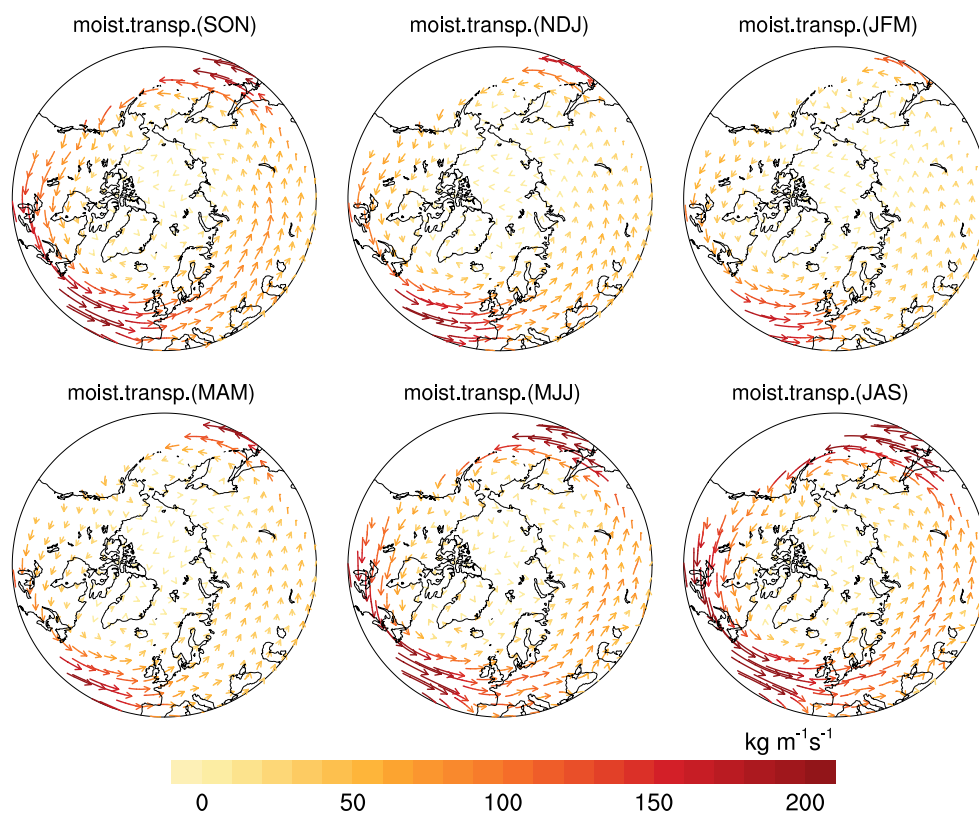 moist.transp.(SON)
moist.transp.(NDJ)
moist.transp.(JFM)
moist.transp.(MAM)
moist.transp.(MJJ)
moist.transp.(JAS)
kg m⁻¹s⁻¹
0 50 100 150 200